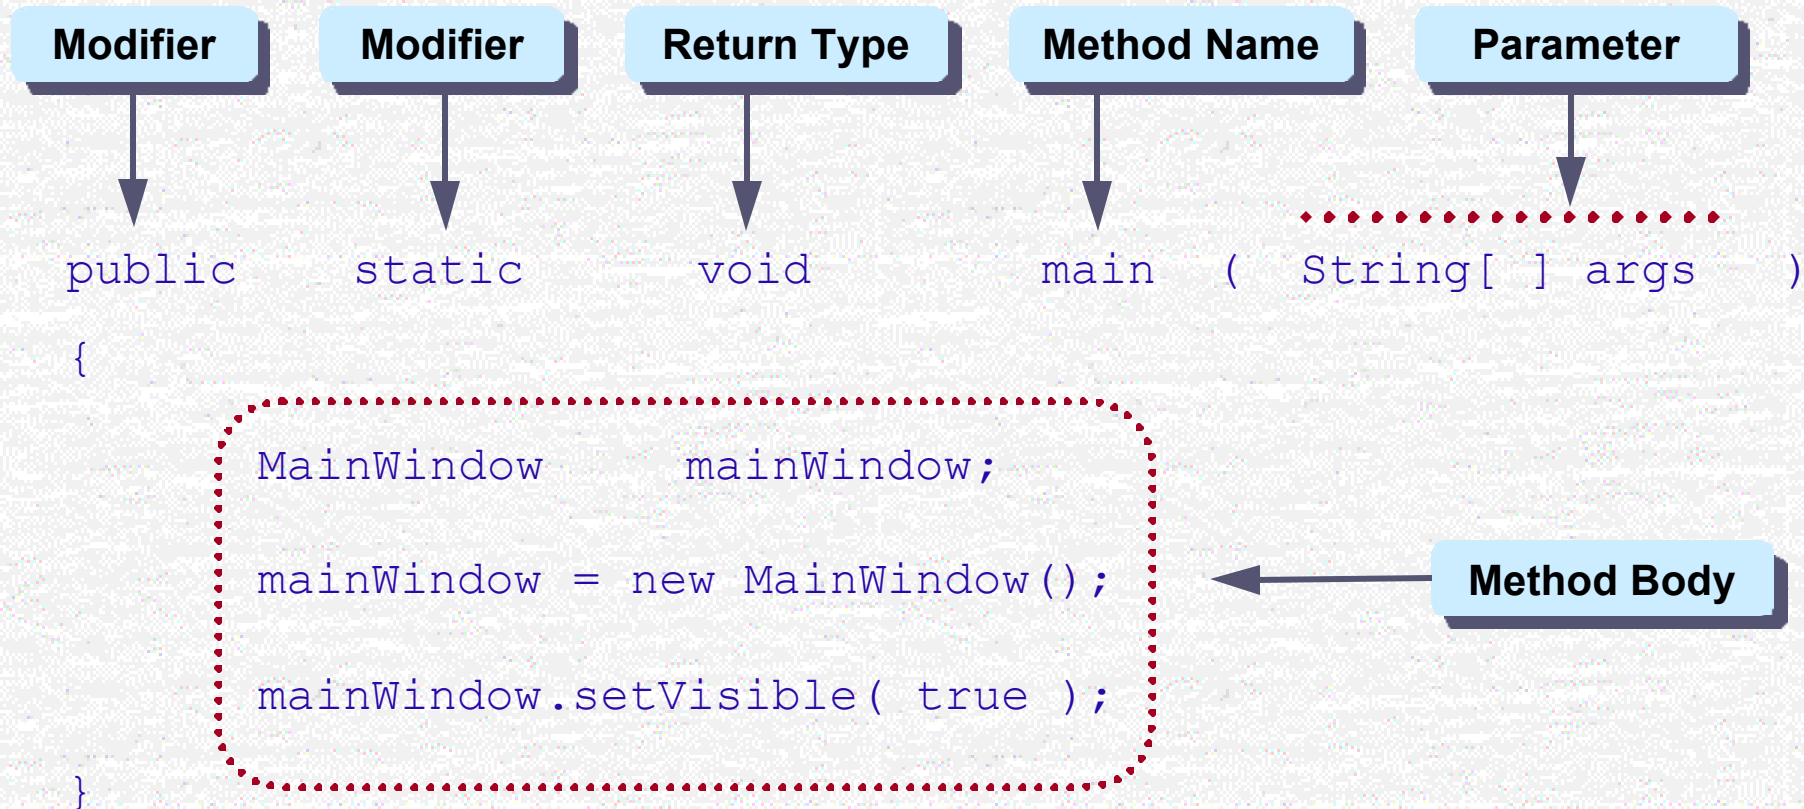 Modifier Modifier Return Type Method Name Parameter
public static void main ( String[ ] args )
{
MainWindow mainWindow;
mainWindow = new MainWindow();
Method Body
mainWindow.setVisible( true );
}